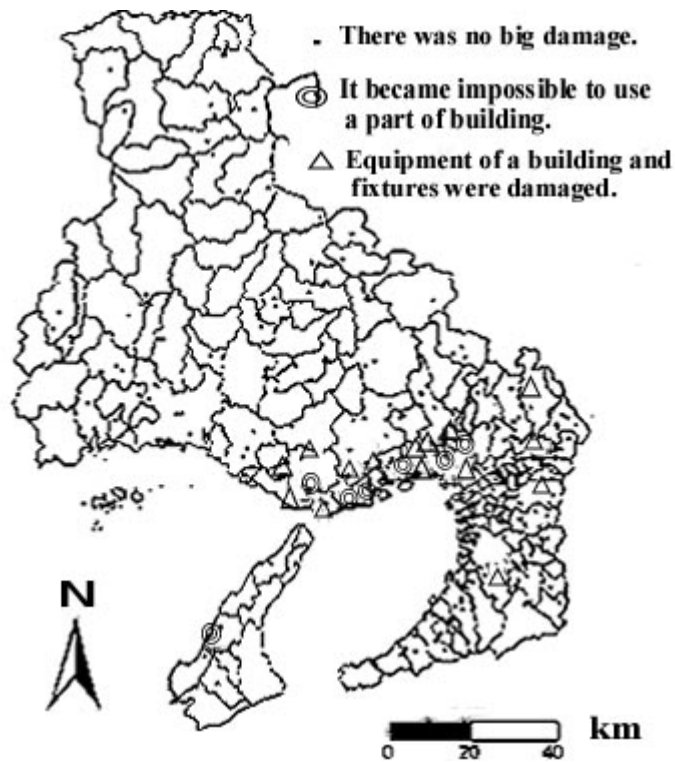 There was no big damage.
It became impossible to use
a part of building.
Equipment of a building and
fixtures were damaged.
N
km
0 20 40